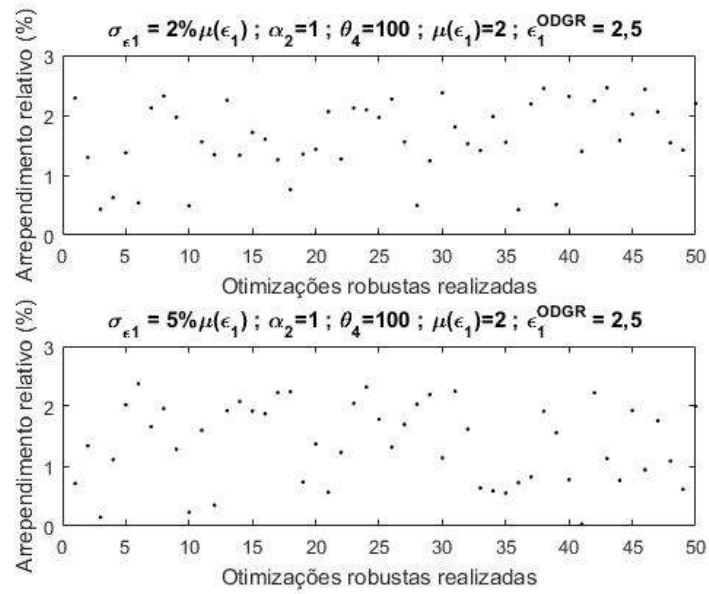 σϵ1 = 2%μ(ϵ1) ; α2=1 ; θ4=100 ; μ(ϵ1)=2 ; ϵ1ODGR = 2,5
Arrependimento relativo (%)
3
2
1
0
0 5 10 15 20 25 30 35 40 45 50
Otimizações robustas realizadas
σϵ1 = 5%μ(ϵ1) ; α2=1 ; θ4=100 ; μ(ϵ1)=2 ; ϵ1ODGR = 2,5
Arrependimento relativo (%)
3
2
1
0
0 5 10 15 20 25 30 35 40 45 50
Otimizações robustas realizadas